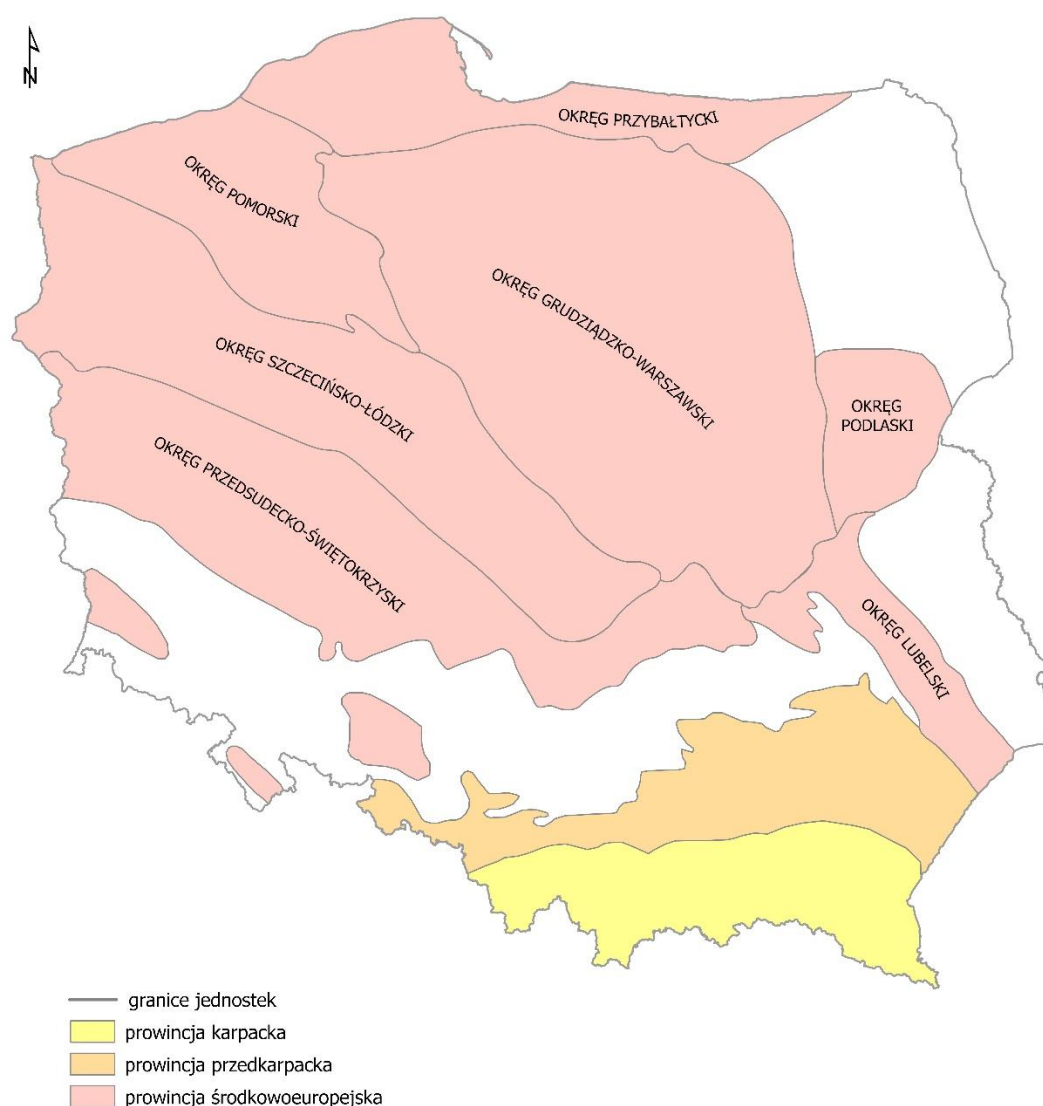 N
OKRĘG PRZYBAŁTYCKI
OKRĘG POMORSKI
OKRĘG GRUDZIĄDZKO-WARSZAWSKI
OKRĘG SZCZECIŃSKO-ŁÓDZKI
OKRĘG
PODLASKI
OKRĘG PRZEDSUDECKO-ŚWIĘTOKRZYSKI
OKRĘG LUBELSKI
granice jednostek
prowincja karpacka
prowincja przedkarpacka
prowincja środkowoeuropejska